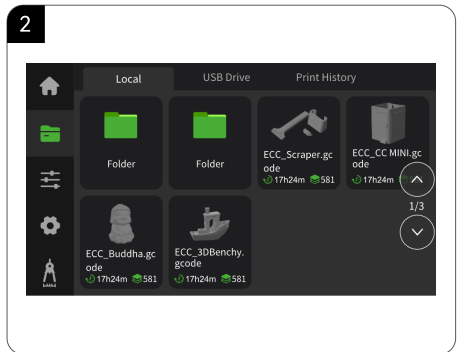 2
Local USB Drive Print History
Folder Folder
ECC_Scraper.gc
ode
17h24m 581
ECC_CC MINI.gc
ode
17h24m
1/3
ECC_Buddha.gc
ode
17h24m 581
ECC_3DBenchy.
gcode
17h24m 581